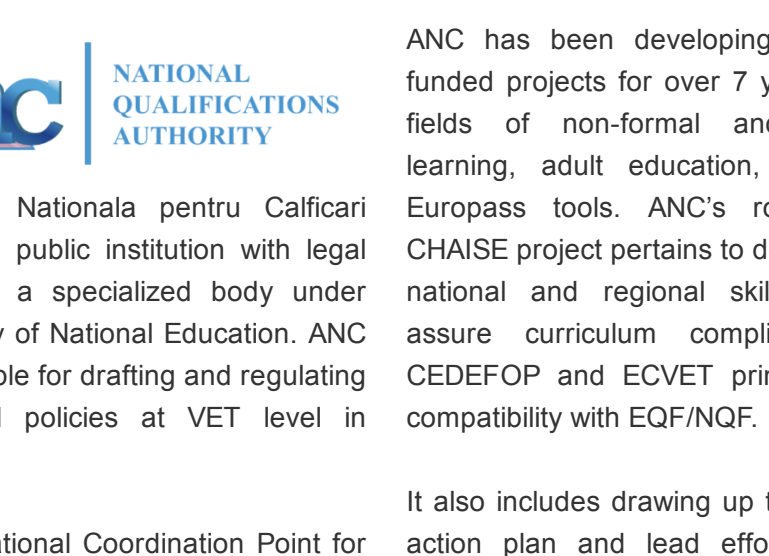 NATIONAL
QUALIFICATIONS
AUTHORITY
Nationala pentru Calficari
public institution with legal
a specialized body under
of National Education. ANC
for drafting and regulating
policies at VET level in
Coordination Point for
ANC has been developing
funded projects for over 7
fields of non-formal
learning, adult education,
Europass tools. ANC’s
CHAISE project pertains to
national and regional
assure curriculum
CEDEFOP and ECVET
compatibility with EQF/NQF.
It also includes drawing up
action plan and lead